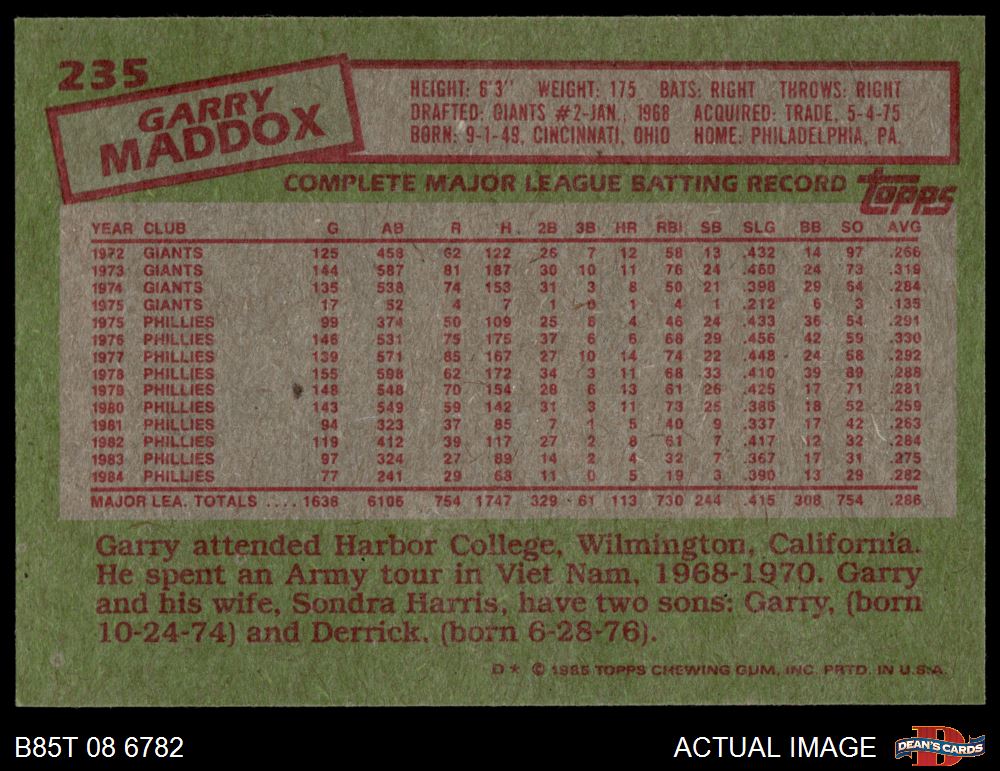 235
GARRY
MADDOX
HEIGHT: 6'3" WEIGHT: 175 BATS: RIGHT THROWS: RIGHT
DRAFTED: GIANTS #2-JAN., 1968 ACQUIRED: TRADE, 5-4-75
BORN: 9-1-49, CINCINNATI, OHIO HOME: PHILADELPHIA, PA.
COMPLETE MAJOR LEAGUE BATTING RECORD
topps
YEAR CLUB G AB R H. 2B 3B HR RBI SB SLG BB SO AVG
1972 GIANTS 125 458 62 122 26 7 12 58 13 .432 14 97 .266
1973 GIANTS 144 587 81 187 30 10 11 76 24 .460 24 73 .319
1974 GIANTS 135 538 74 153 31 3 8 50 21 .398 29 64 .284
1975 GIANTS 17 52 4 7 1 0 1 4 1 .212 6 3 .135
1975 PHILLIES 99 374 50 109 25 8 4 46 24 .433 36 54 .291
1976 PHILLIES 146 531 75 175 37 6 6 68 29 .456 42 59 .330
1977 PHILLIES 139 571 85 167 27 10 14 74 22 .448 24 58 .292
1978 PHILLIES 155 598 62 172 34 3 11 68 33 .410 39 89 .288
1979 PHILLIES 148 548 70 154 28 6 13 61 26 .425 17 71 .281
1980 PHILLIES 143 549 59 142 31 3 11 73 25 .386 18 52 .259
1981 PHILLIES 94 323 37 85 7 1 5 40 9 .337 17 42 .263
1982 PHILLIES 119 412 39 117 27 2 8 61 7 .417 12 32 .284
1983 PHILLIES 97 324 27 89 14 2 4 32 7 .367 17 31 .275
1984 PHILLIES 77 241 29 68 11 0 5 19 3 .390 13 29 .282
MAJOR LEA. TOTALS .... 1638 6106 754 1747 329 61 113 730 244 .415 308 754 .286
Garry attended Harbor College, Wilmington, California.
He spent an Army tour in Viet Nam, 1968-1970. Garry
and his wife, Sondra Harris, have two sons: Garry, (born
10-24-74) and Derrick, (born 6-28-76).
D* © 1985 TOPPS CHEWING GUM, INC. PRTD. IN U.S.A.
B85T 08 6782
ACTUAL IMAGE
DEAN'S CARDS